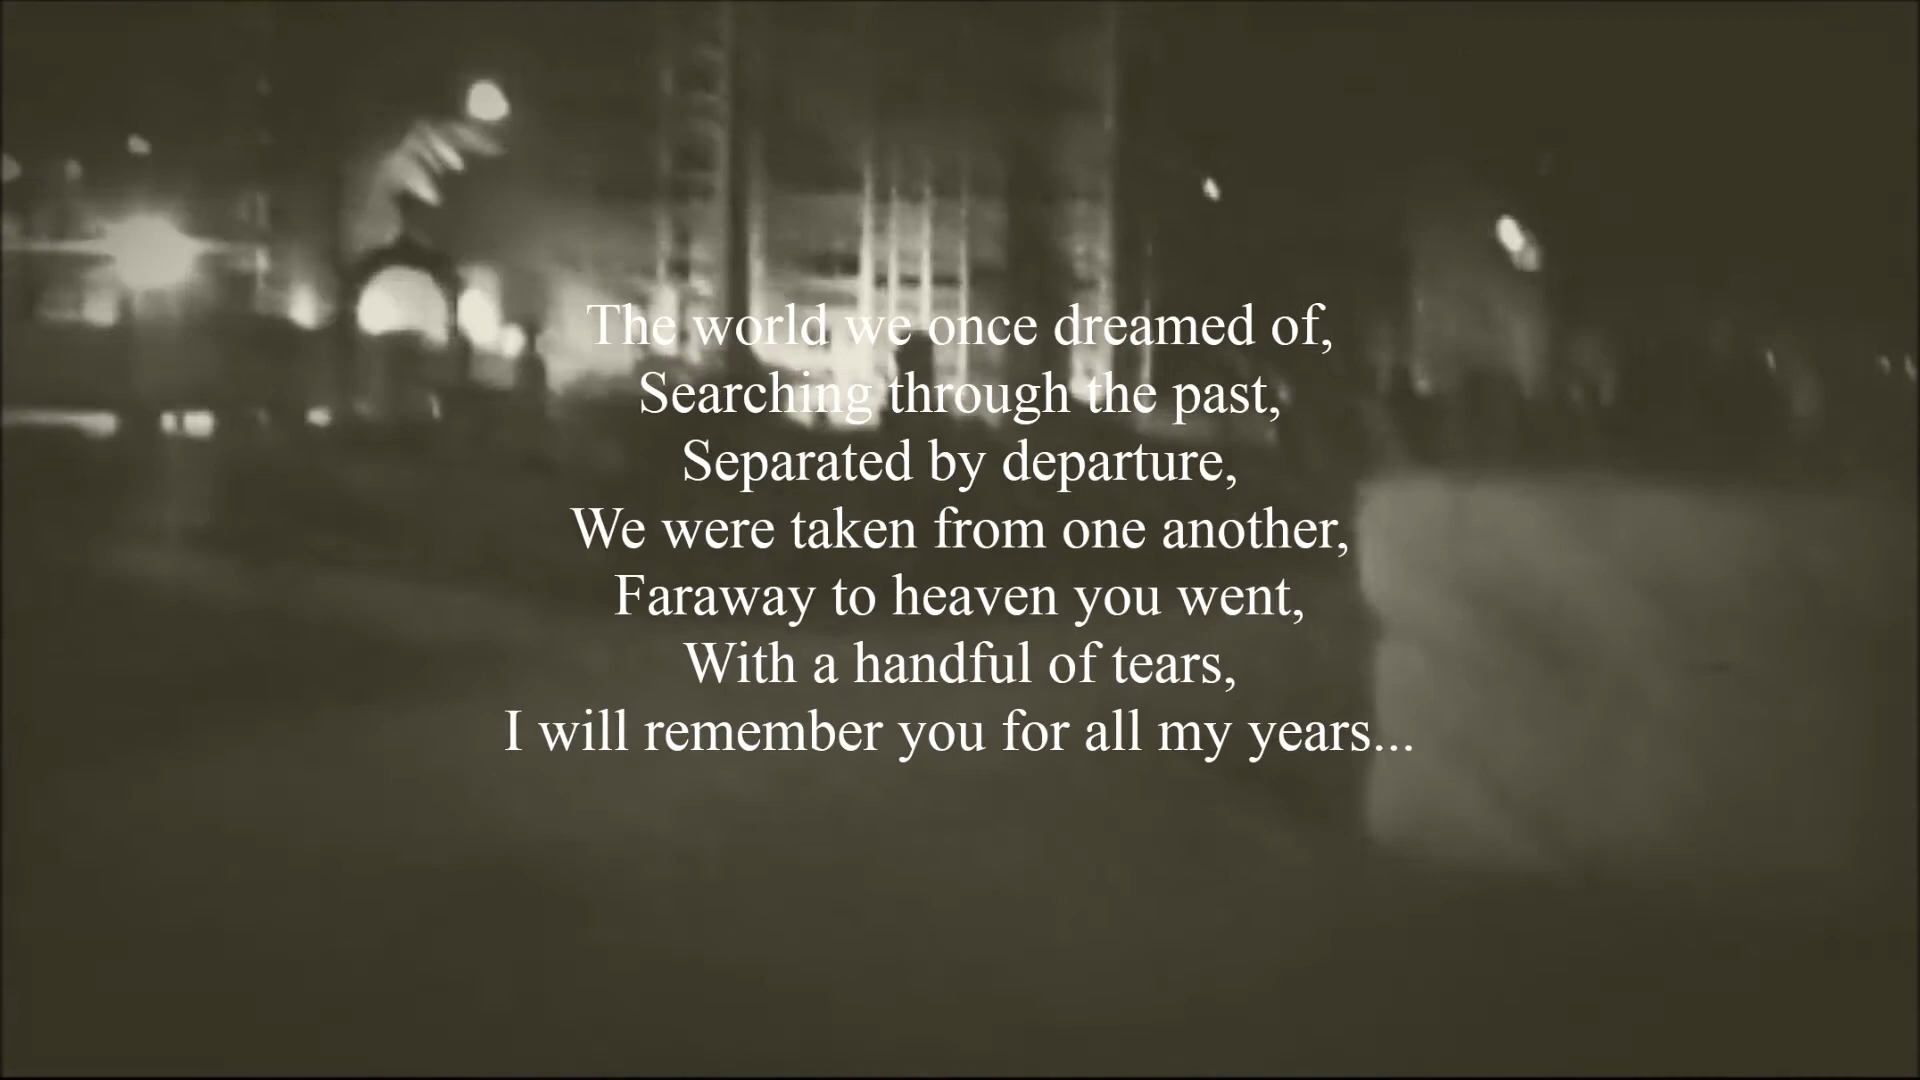 The world we once dreamed of,
Searching through the past,
Separated by departure,
We were taken from one another,
Faraway to heaven you went,
With a handful of tears,
I will remember you for all my years...